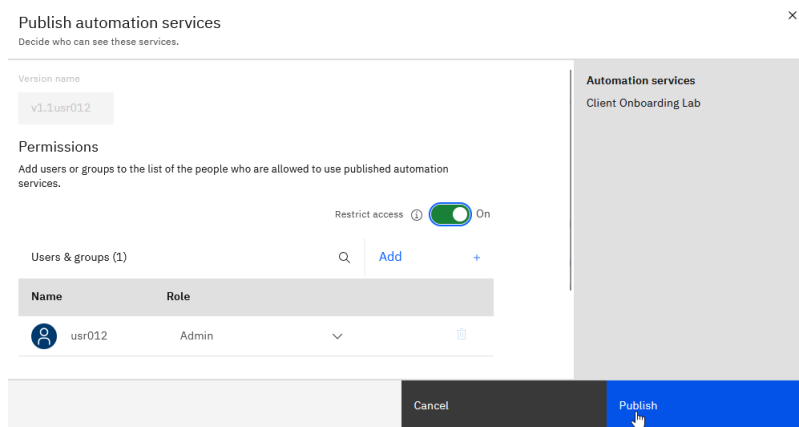 Publish automation services
Decide who can see these services.
Version name
v1.1usr012
Permissions
Add users or groups to the list of the people who are allowed to use published automation
services.
Restrict access
On
Users & groups (1)
Add +
Name Role
usr012 Admin
Automation services
Client Onboarding Lab
Cancel
Publish